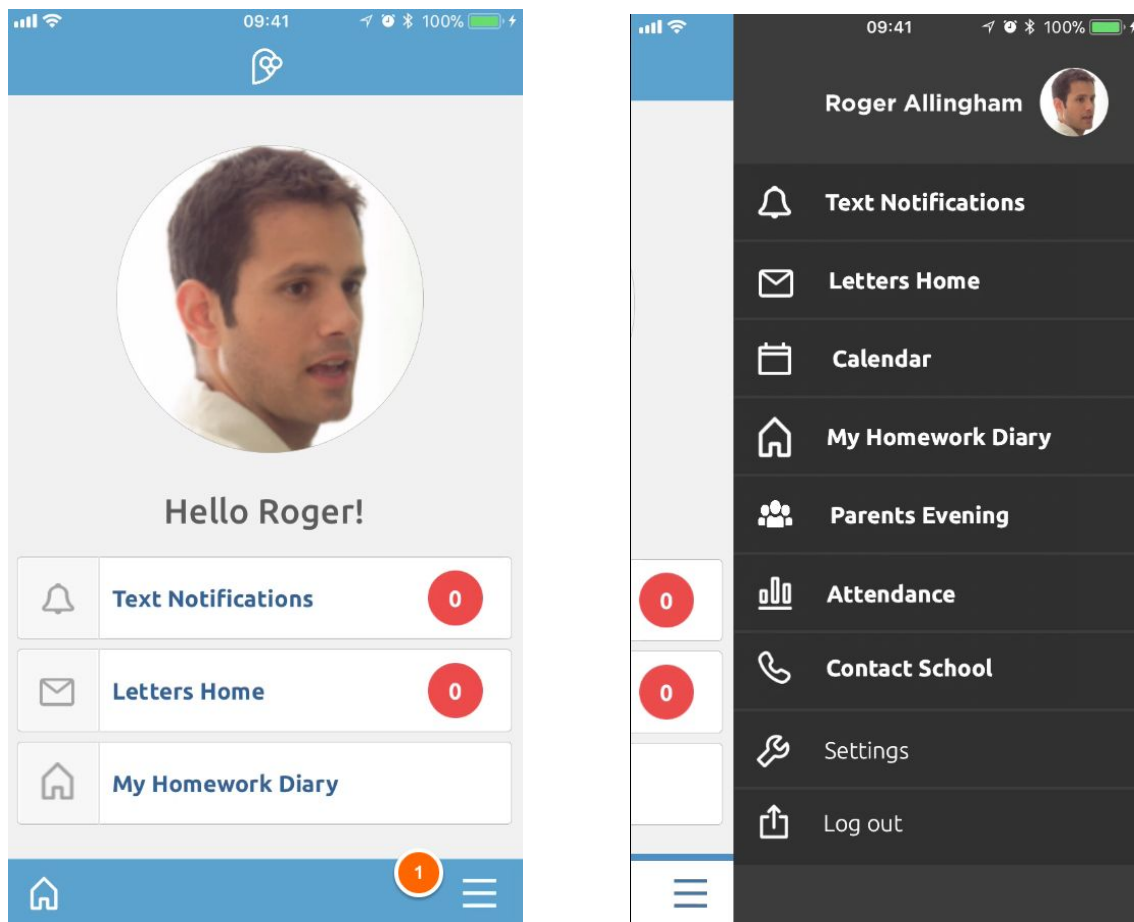 09:41
100%
Hello Roger!
Text Notifications
0
Letters Home
0
My Homework Diary
1
09:41
100%
Roger Allingham
Text Notifications
Letters Home
Calendar
My Homework Diary
Parents Evening
Attendance
Contact School
Settings
Log out
0
0